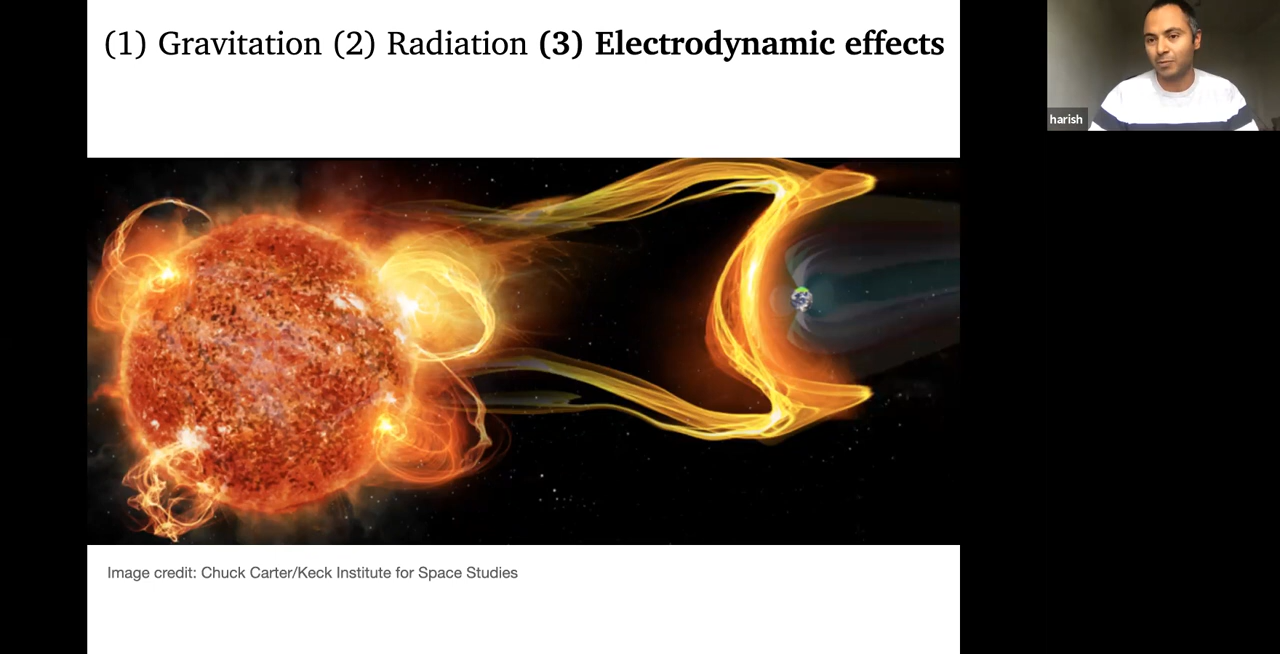 (1) Gravitation (2) Radiation (3) Electrodynamic effects
harish
Image credit: Chuck Carter/Keck Institute for Space Studies